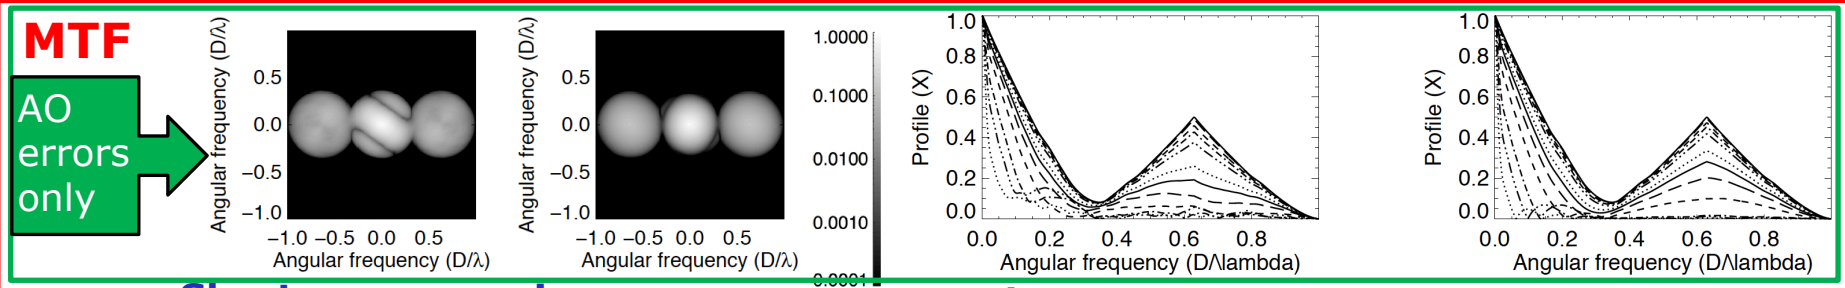 MTF
AO
errors
only
Angular frequency (D/λ)
0.5
0.0
−0.5
−1.0
−1.0 −0.5 0.0 0.5
Angular frequency (D/λ)
Angular frequency (D/λ)
0.5
0.0
−0.5
−1.0
−1.0 −0.5 0.0 0.5
Angular frequency (D/λ)
1.0000
0.1000
0.0100
0.0010
0.0001
Profile (X)
1.0
0.8
0.6
0.4
0.2
0.0
0.0 0.2 0.4 0.6 0.8
Angular frequency (D/\lambda)
Profile (X)
1.0
0.8
0.6
0.4
0.2
0.0
0.0 0.2 0.4 0.6 0.8
Angular frequency (D/\lambda)